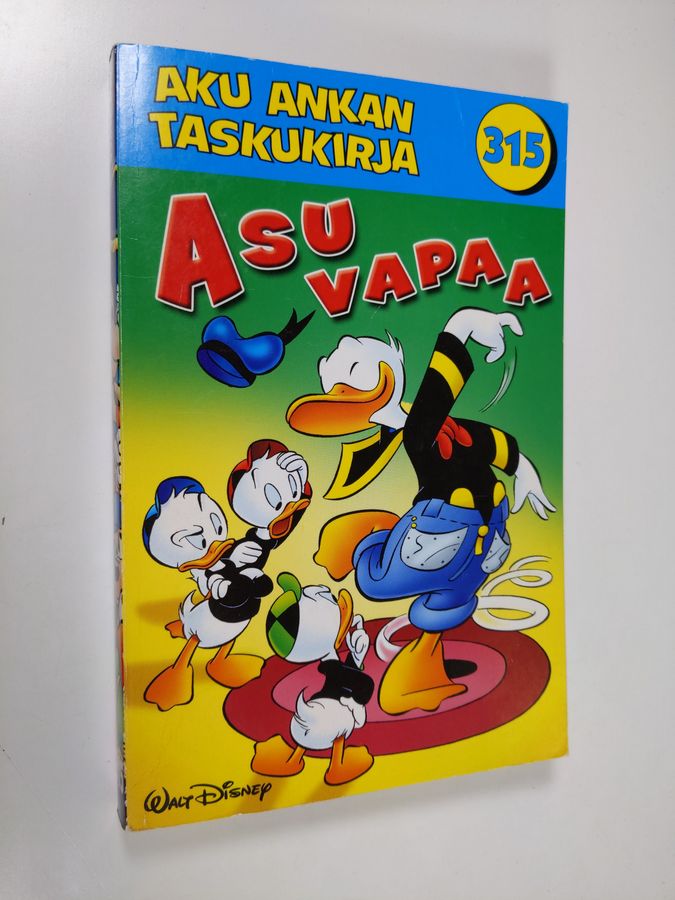 AKU ANKAN
TASKUKIRJA
315
ASU
VAPAA
WALT DISNEY